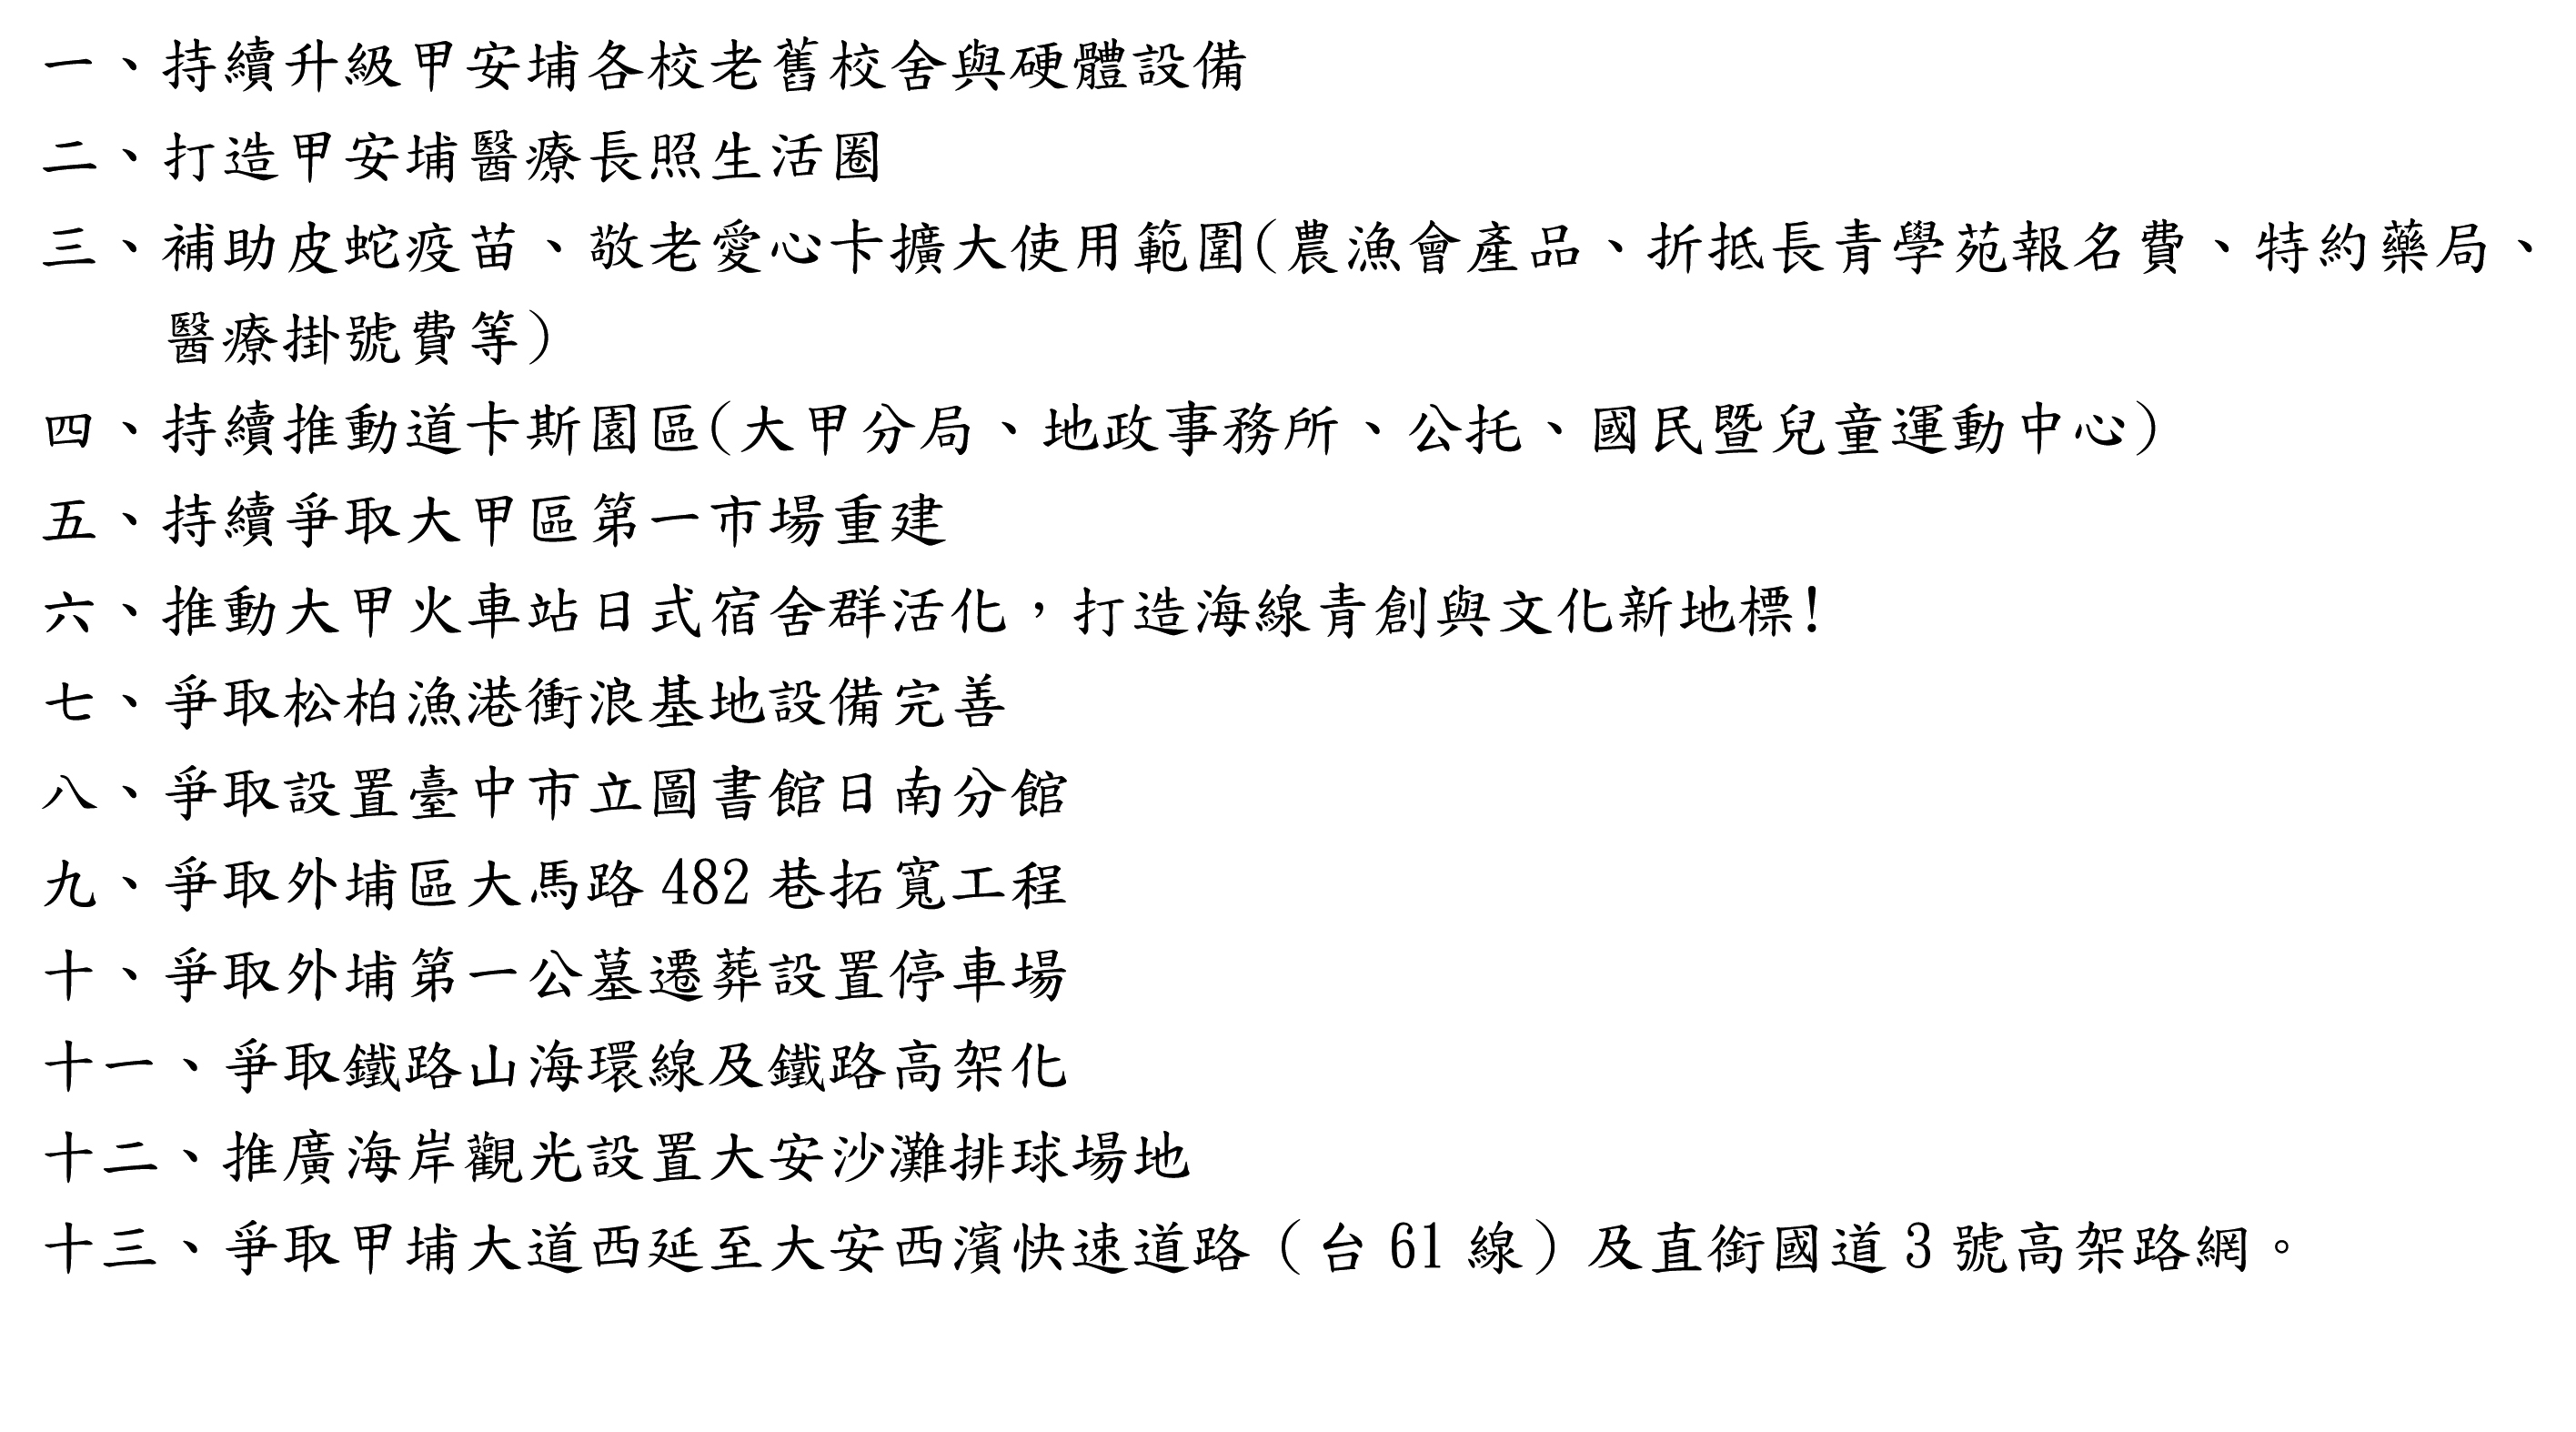 一、持續升級甲安埔各校老舊校舍與硬體設備
二、打造甲安埔醫療長照生活圈
三、補助皮蛇疫苗、敬老愛心卡擴大使用範圍(農漁會產品、折抵長青學苑報名費、特約藥局、
醫療掛號費等)
四、持續推動道卡斯園區(大甲分局、地政事務所、公托、國民暨兒童運動中心)
五、持續爭取大甲區第一市場重建
六、推動大甲火車站日式宿舍群活化，打造海線青創與文化新地標!
七、爭取松柏漁港衝浪基地設備完善
八、爭取設置臺中市立圖書館日南分館
九、爭取外埔區大馬路 482 巷拓寬工程
十、爭取外埔第一公墓遷葬設置停車場
十一、爭取鐵路山海環線及鐵路高架化
十二、推廣海岸觀光設置大安沙灘排球場地
十三、爭取甲埔大道西延至大安西濱快速道路（台 61 線）及直銜國道 3 號高架路網。